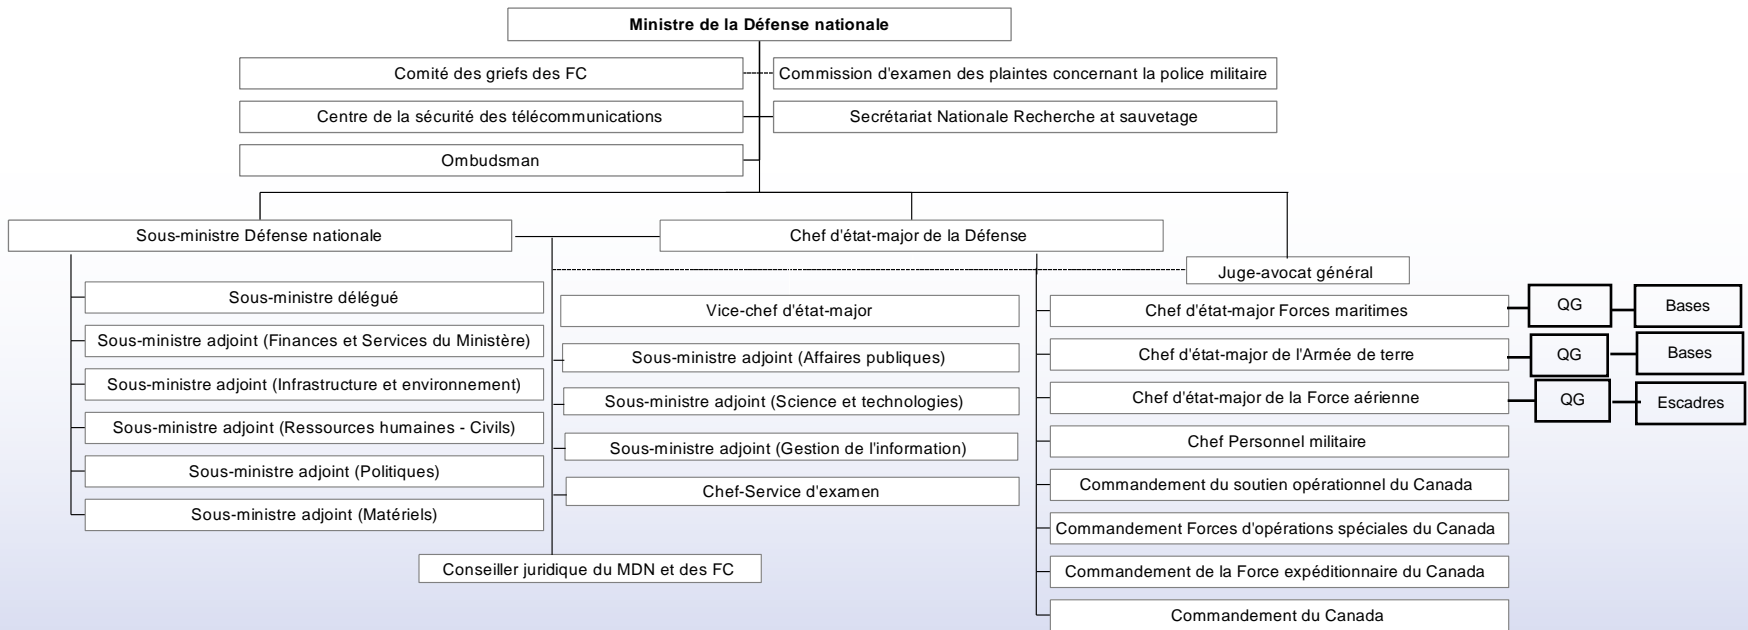 Ministre de la Défense nationale
Comité des griefs des FC
Commission d'examen des plaintes concernant la police militaire
Centre de la sécurité des télécommunications
Secrétariat Nationale Recherche at sauvetage
Ombudsman
Sous-ministre Défense nationale
Chef d'état-major de la Défense
Juge-avocat général
Sous-ministre délégué
Sous-ministre adjoint (Finances et Services du Ministère)
Sous-ministre adjoint (Infrastructure et environnement)
Sous-ministre adjoint (Ressources humaines - Civils)
Sous-ministre adjoint (Politiques)
Sous-ministre adjoint (Matériels)
Vice-chef d'état-major
Sous-ministre adjoint (Affaires publiques)
Sous-ministre adjoint (Science et technologies)
Sous-ministre adjoint (Gestion de l'information)
Chef-Service d'examen
Conseiller juridique du MDN et des FC
Chef d'état-major Forces maritimes
QG
Bases
Chef d'état-major de l'Armée de terre
QG
Bases
Chef d'état-major de la Force aérienne
QG
Escadres
Chef Personnel militaire
Commandement du soutien opérationnel du Canada
Commandement Forces d'opérations spéciales du Canada
Commandement de la Force expéditionnaire du Canada
Commandement du Canada